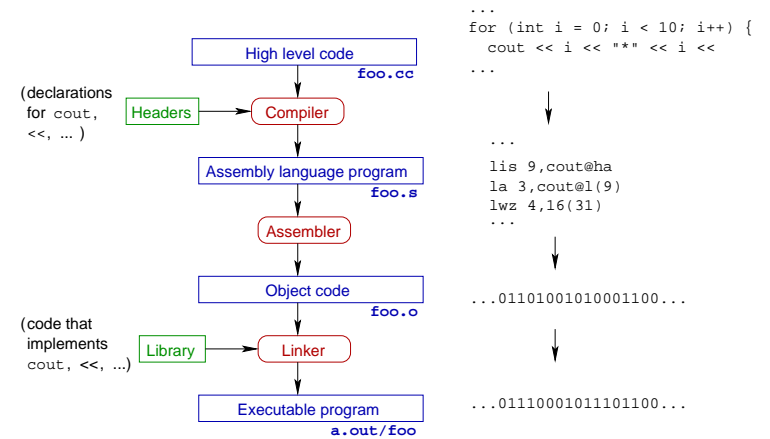 ...
for (int i = 0; i < 10; i++) {
cout << i << "*" << i <<
...
High level code
foo.cc
(declarations
for cout,
<<, ... )
Headers
Compiler
...
lis 9,cout@ha
la 3,cout@l(9)
lwz 4,16(31)
...
Assembly language program
foo.s
Assembler
Object code
foo.o
...01101001010001100...
(code that
implements
cout, <<, ...)
Library
Linker
Executable program
a.out/foo
...01110001011101100...